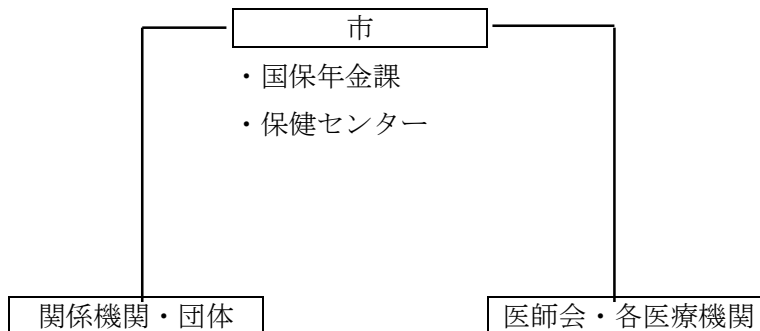 市
・国保年金課
・保健センター
関係機関・団体
医師会・各医療機関